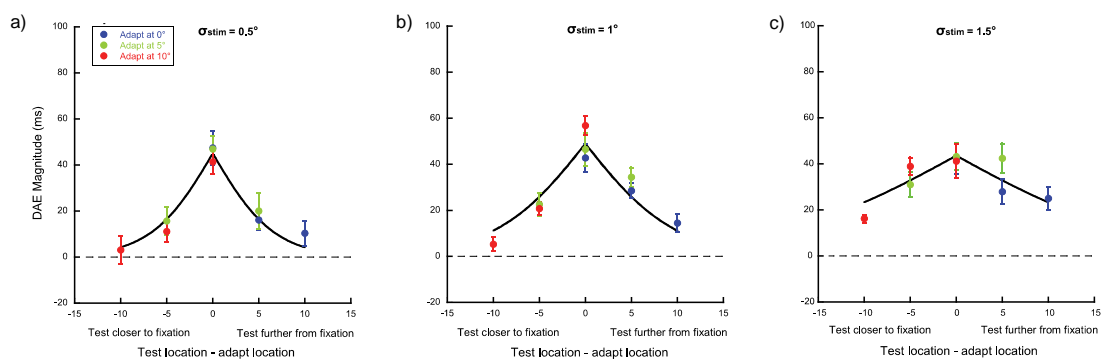 a)
σstim = 0.5°
Adapt at 0°
Adapt at 5°
Adapt at 10°
DAE Magnitude (ms)
100
80
60
40
20
0
-20
-15
-10
-5
0
5
10
15
Test closer to fixation
Test further from fixation
Test location - adapt location
b)
σstim = 1°
100
80
60
40
20
0
-20
-15
-10
-5
0
5
10
15
Test closer to fixation
Test further from fixation
Test location - adapt location
c)
σstim = 1.5°
100
80
60
40
20
0
-20
-15
-10
-5
0
5
10
15
Test closer to fixation
Test further from fixation
Test location - adapt location